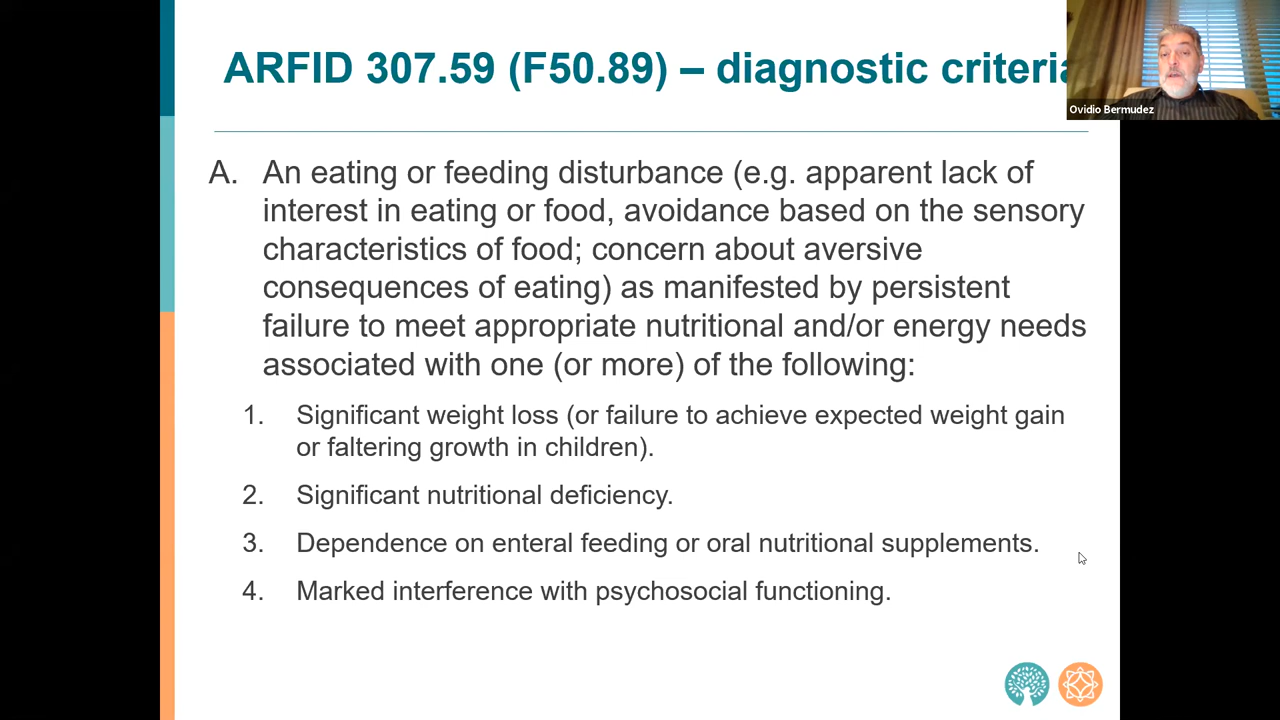 ARFID 307.59 (F50.89) – diagnostic criteria
Ovidio Bermudez
A. An eating or feeding disturbance (e.g. apparent lack of
interest in eating or food, avoidance based on the sensory
characteristics of food; concern about aversive
consequences of eating) as manifested by persistent
failure to meet appropriate nutritional and/or energy needs
associated with one (or more) of the following:
1. Significant weight loss (or failure to achieve expected weight gain
or faltering growth in children).
2. Significant nutritional deficiency.
3. Dependence on enteral feeding or oral nutritional supplements.
4. Marked interference with psychosocial functioning.